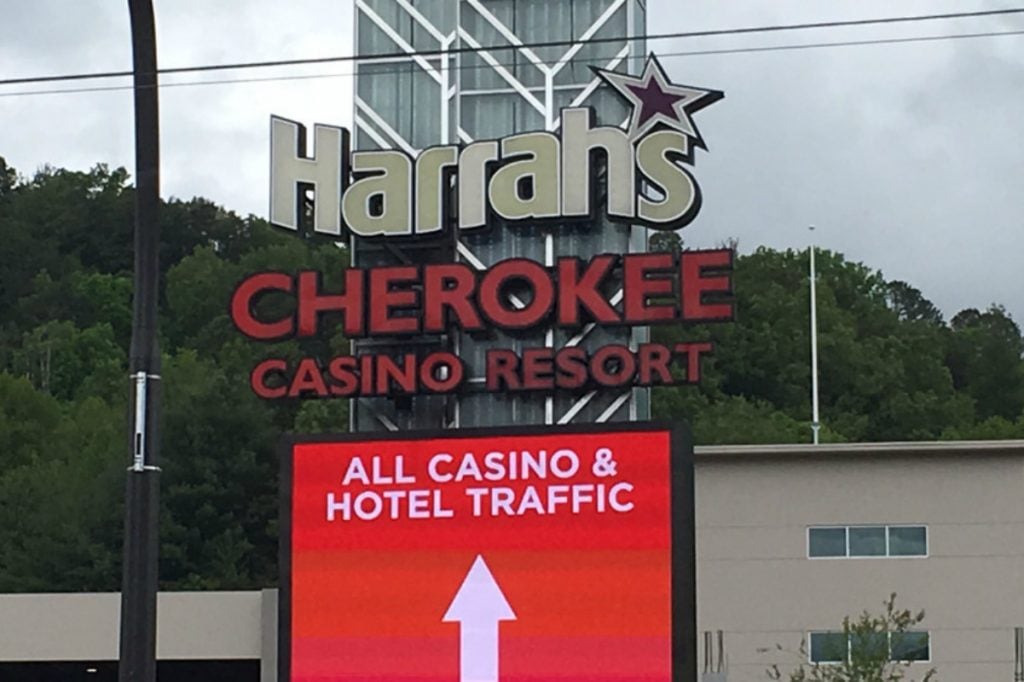 Harrah's
CHEROKEE
CASINO RESORT
ALL CASINO &
HOTEL TRAFFIC